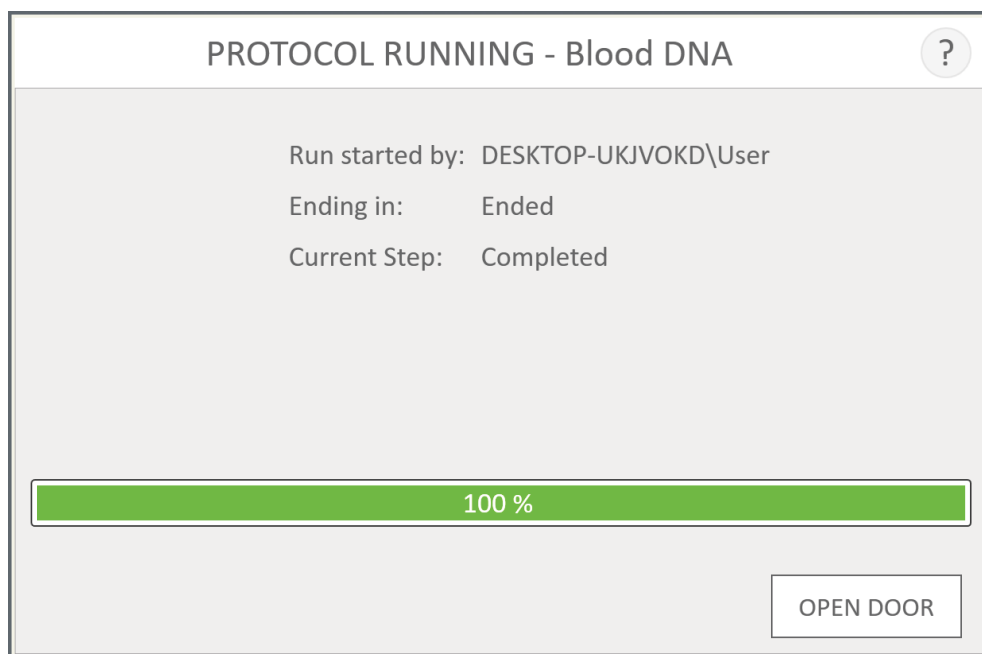 PROTOCOL RUNNING - Blood DNA
?
Run started by: DESKTOP-UKJVOKD\User
Ending in: Ended
Current Step: Completed
100 %
OPEN DOOR